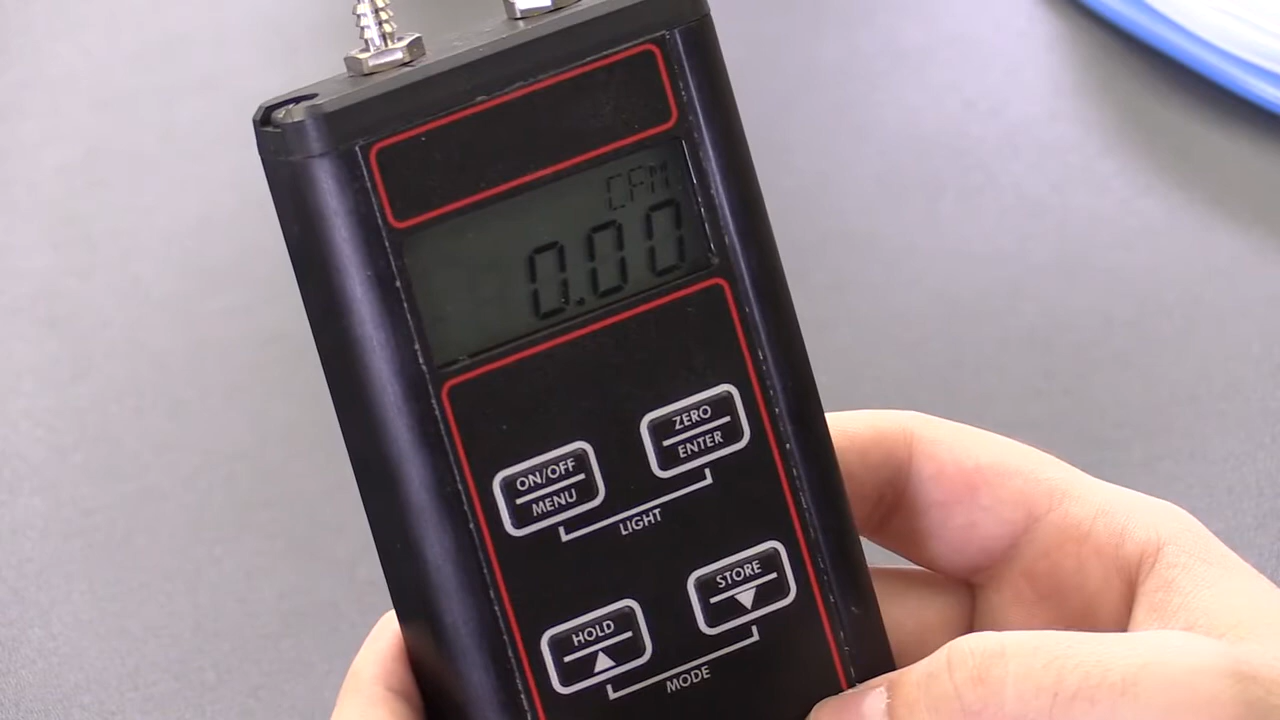 CFM
0.00
ZERO
ENTER
ON/OFF
MENU
LIGHT
STORE
HOLD
MODE